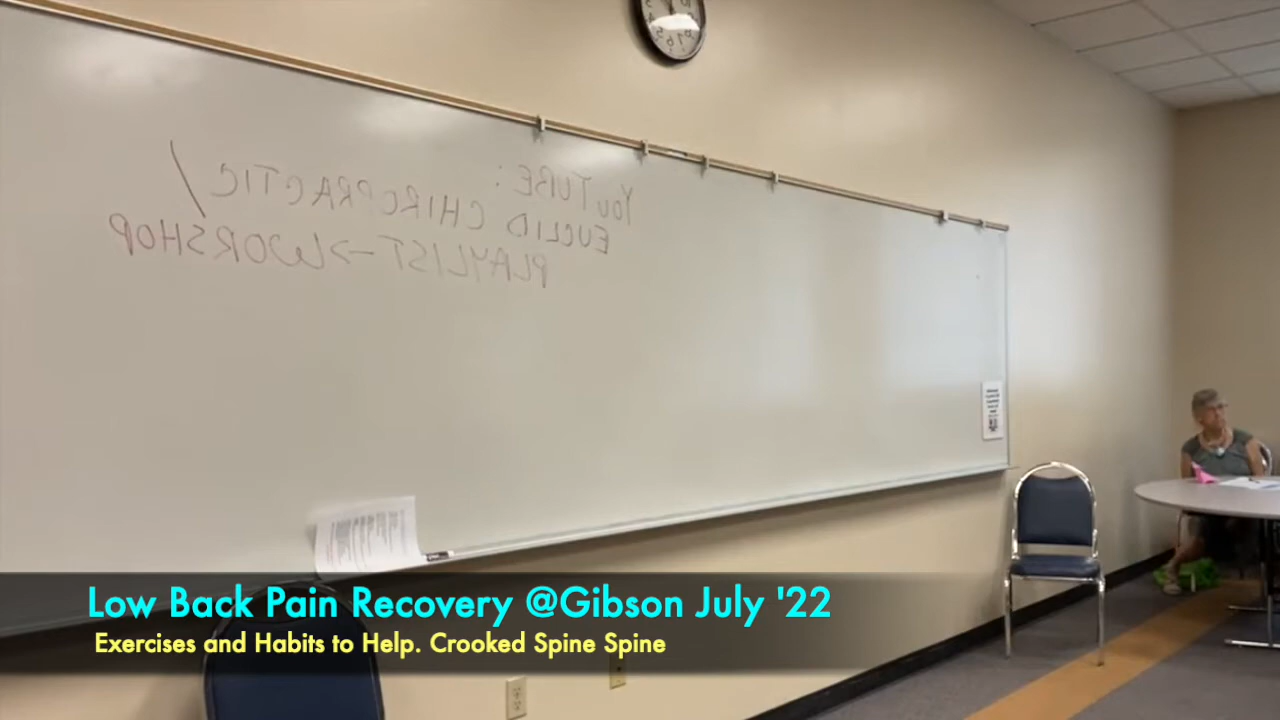 YOUTUBE:
EUCLID CHIROPRACTIC/
PLAYLIST->WORSHOP/
Low Back Pain Recovery @Gibson July '22
Exercises and Habits to Help. Crooked Spine Spine